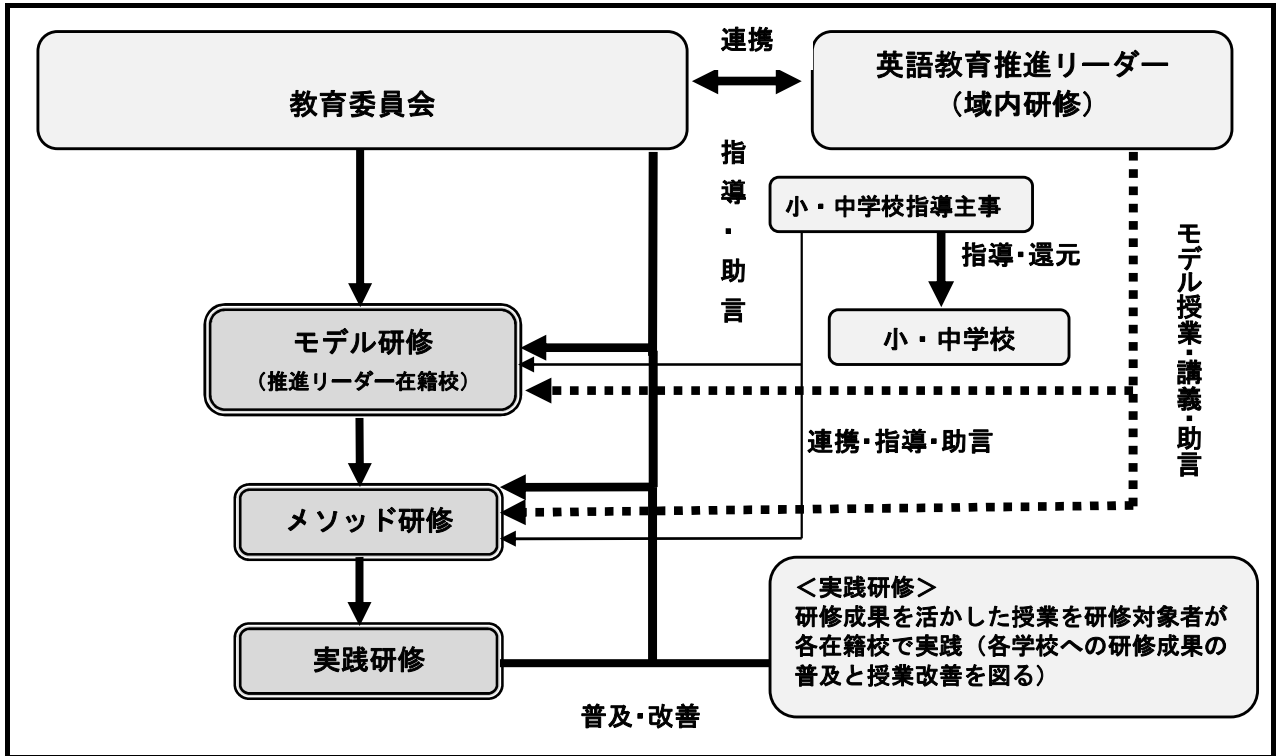 連携
教育委員会
英語教育推進リーダー
(域内研修)
指導・助言
小・中学校指導主事
指導・還元
小・中学校
モデル授業・講義・助言
モデル研修
(推進リーダー在籍校)
連携・指導・助言
メソッド研修
実践研修
<実践研修>
研修成果を活かした授業を研修対象者が
各在籍校で実践(各学校への研修成果の
普及と授業改善を図る)
普及・改善